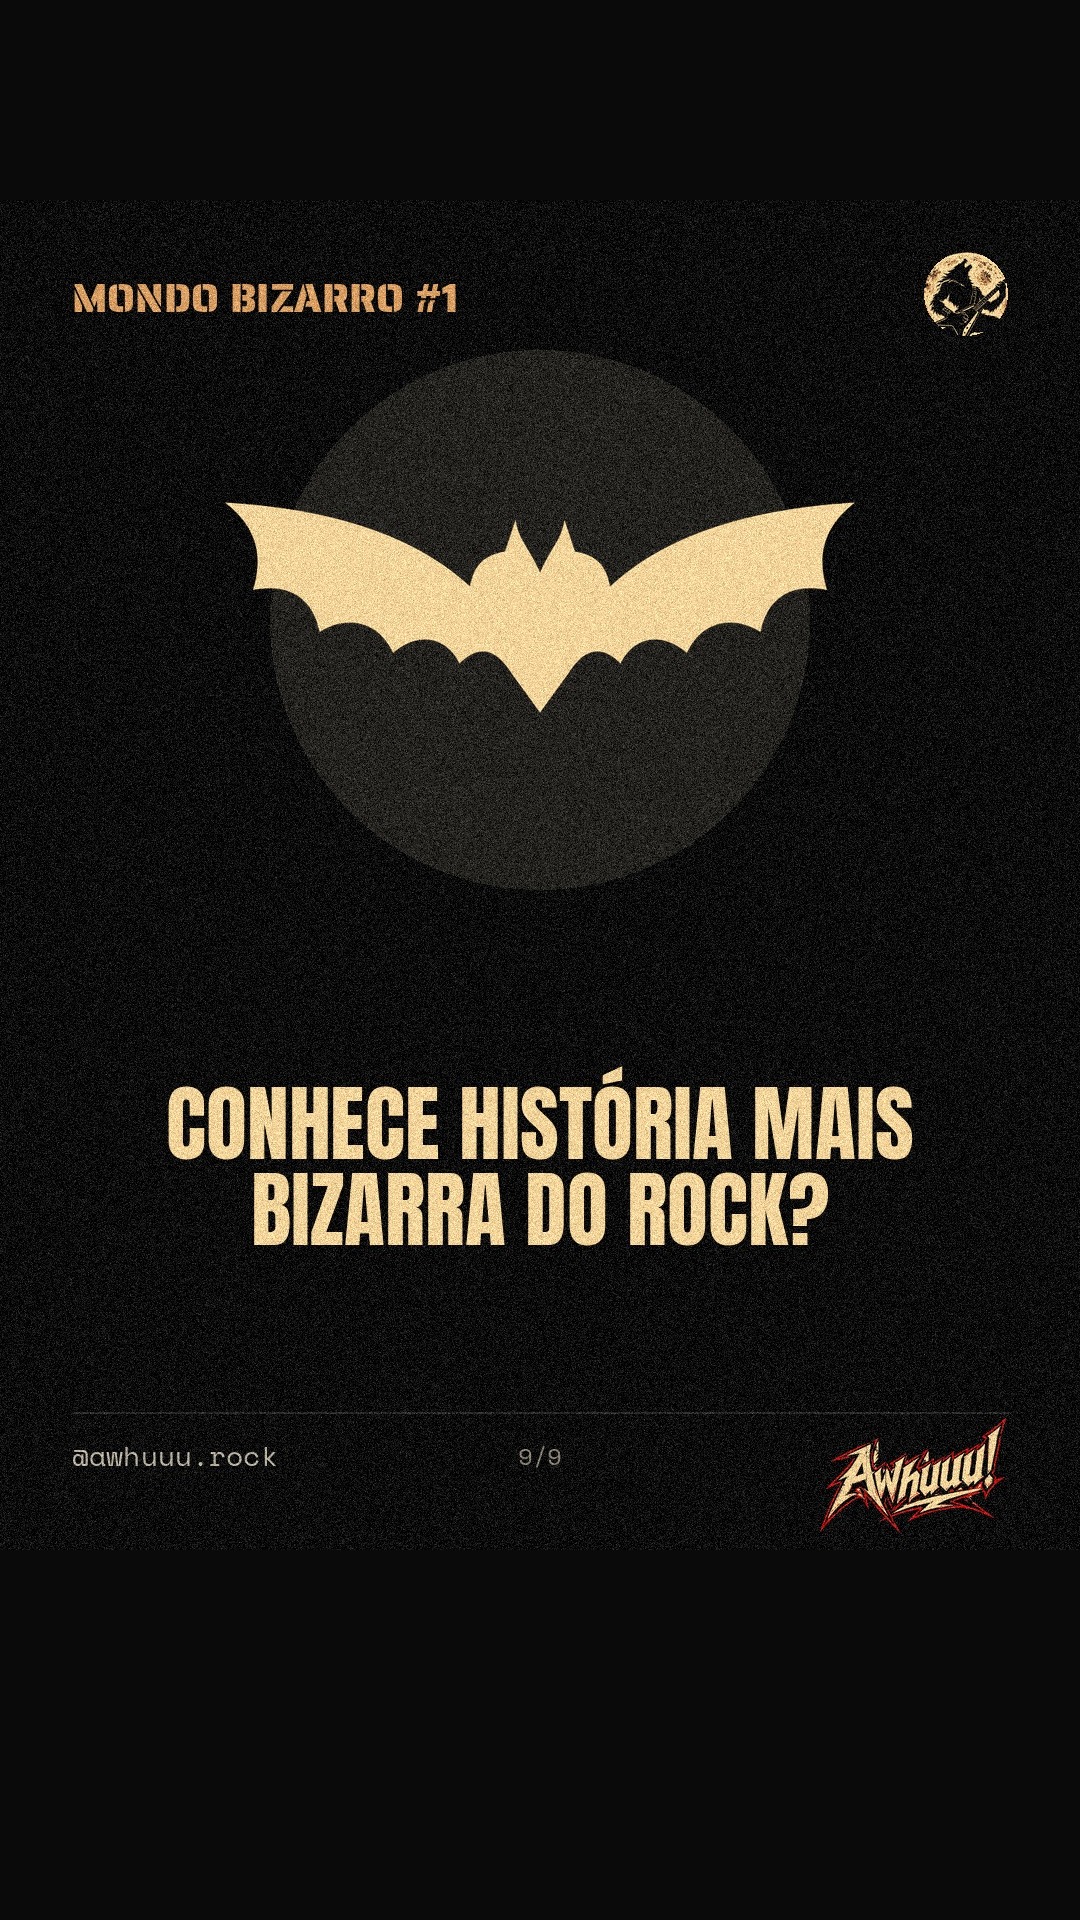 MONDO BIZARRO #1
CONHECE HISTÓRIA MAIS
BIZARRA DO ROCK?
@awhuuu.rock
9/9
Awhuuu!